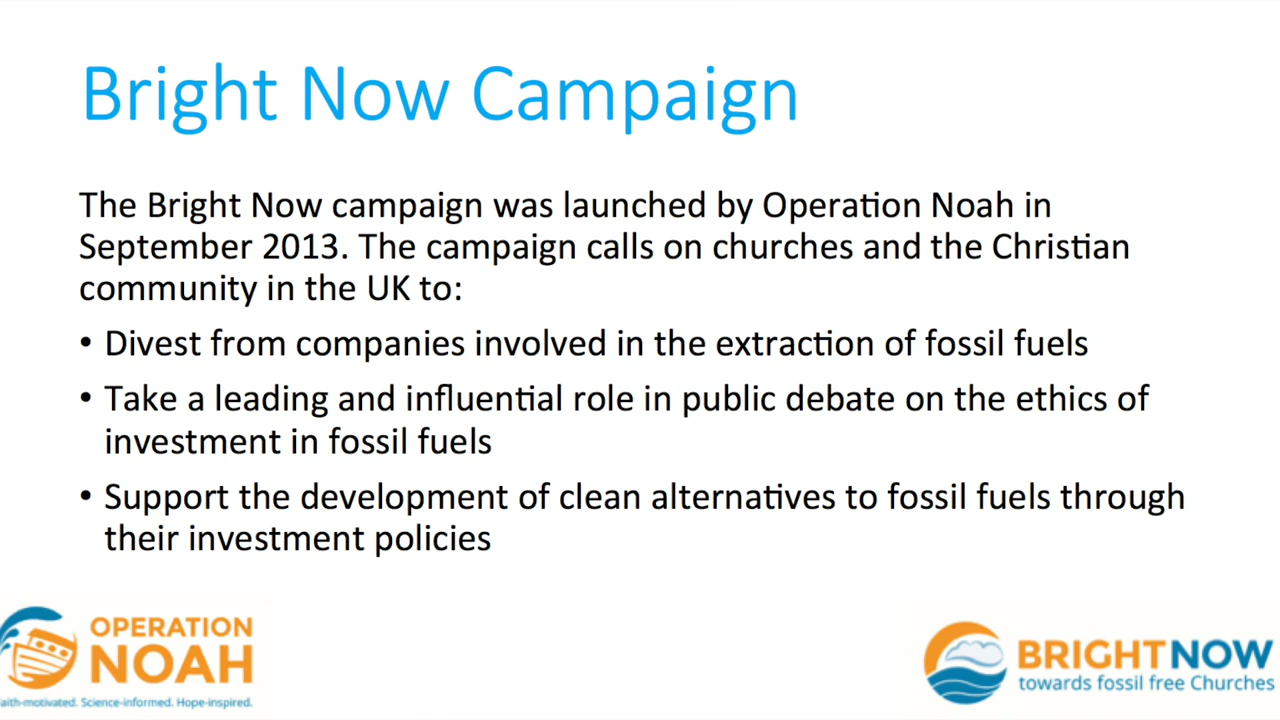 Bright Now Campaign
The Bright Now campaign was launched by Operation Noah in
September 2013. The campaign calls on churches and the Christian
community in the UK to:
• Divest from companies involved in the extraction of fossil fuels
• Take a leading and influential role in public debate on the ethics of
investment in fossil fuels
• Support the development of clean alternatives to fossil fuels through
their investment policies
OPERATION
NOAH
aith-motivated. Science-informed. Hope-inspired.
BRIGHTNOW
towards fossil free Churches